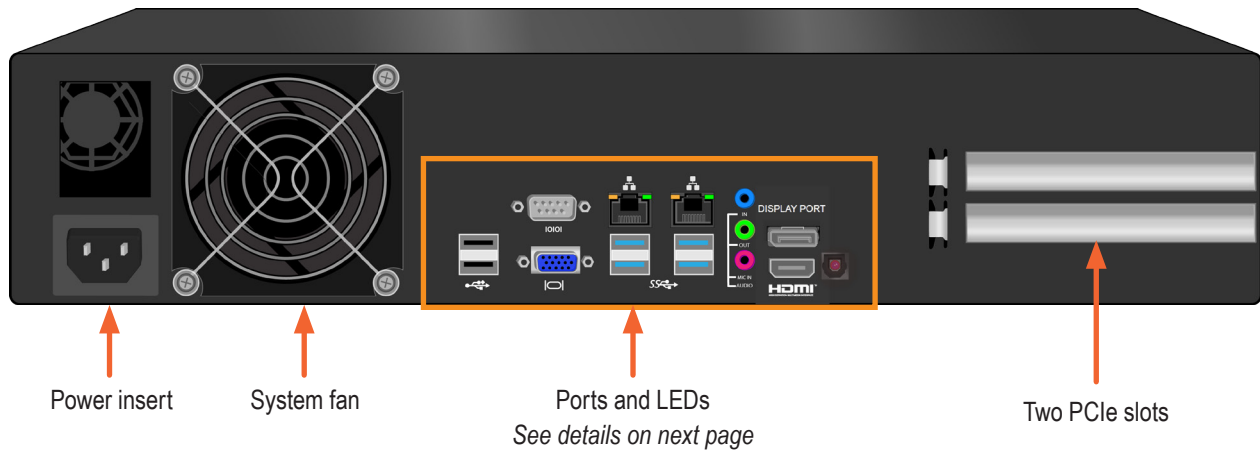 DISPLAY PORT
IN
OUT
MIC IN
AUDIO
IOIOI
SS
HDMI
Power insert
System fan
Ports and LEDs
See details on next page
Two PCIe slots